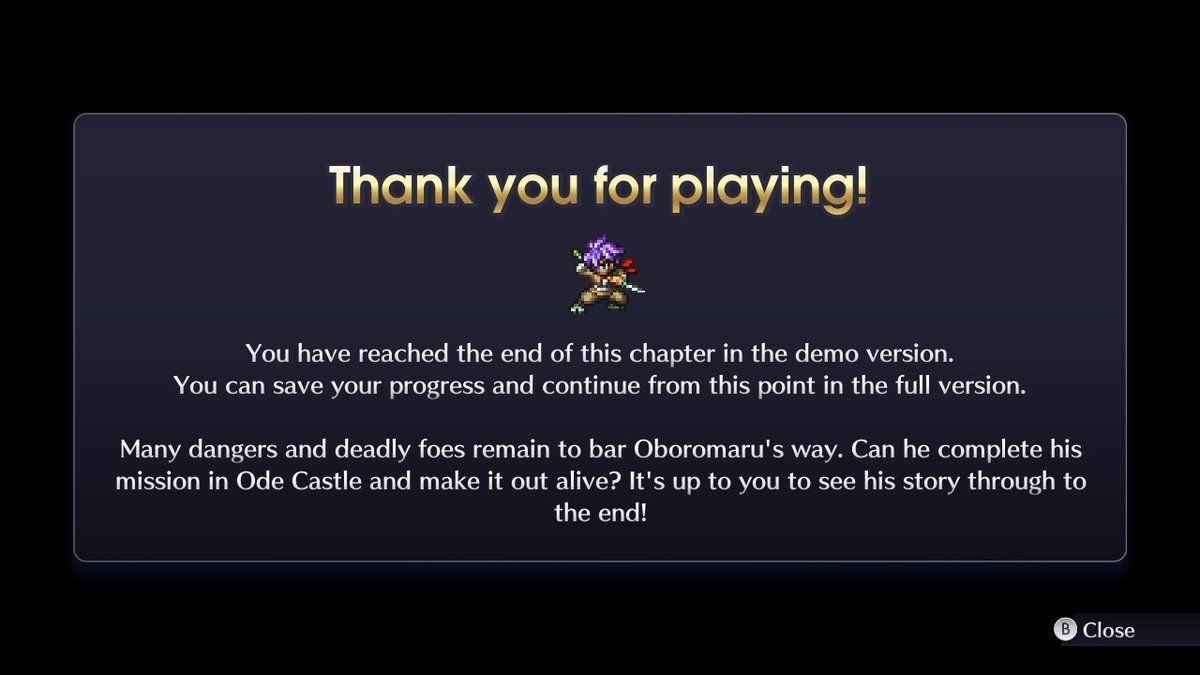 Thank you for playing!
You have reached the end of this chapter in the demo version.
You can save your progress and continue from this point in the full version.
Many dangers and deadly foes remain to bar Oboromaru's way. Can he complete his
mission in Ode Castle and make it out alive? It's up to you to see his story through to
the end!
B Close